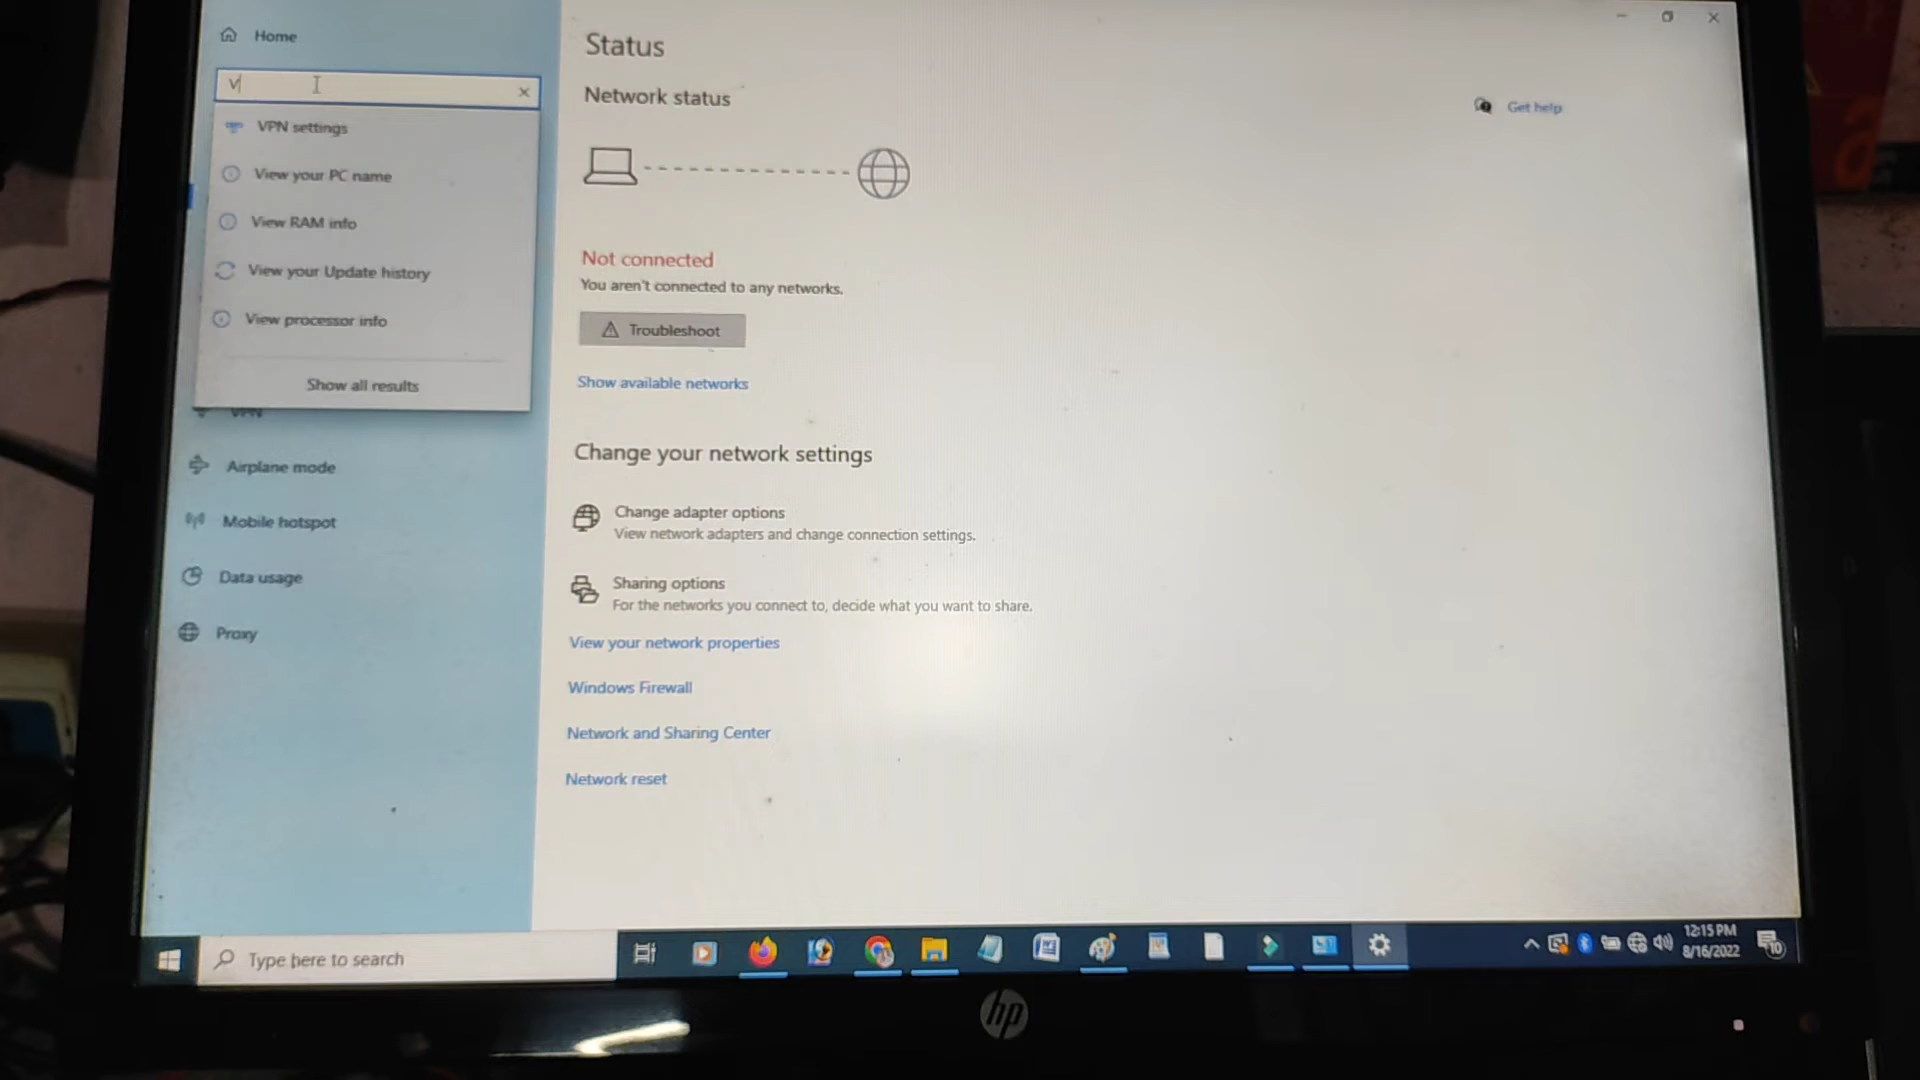 Home
V
VPN settings
View your PC name
View RAM info
View your Update history
View processor info
Show all results
VPN
Airplane mode
Mobile hotspot
Data usage
Proxy
Status
Network status
Get help
Not connected
You aren't connected to any networks.
Troubleshoot
Show available networks
Change your network settings
Change adapter options
View network adapters and change connection settings.
Sharing options
For the networks you connect to, decide what you want to share.
View your network properties
Windows Firewall
Network and Sharing Center
Network reset
Type here to search
12:15 PM
8/16/2022
10
hp